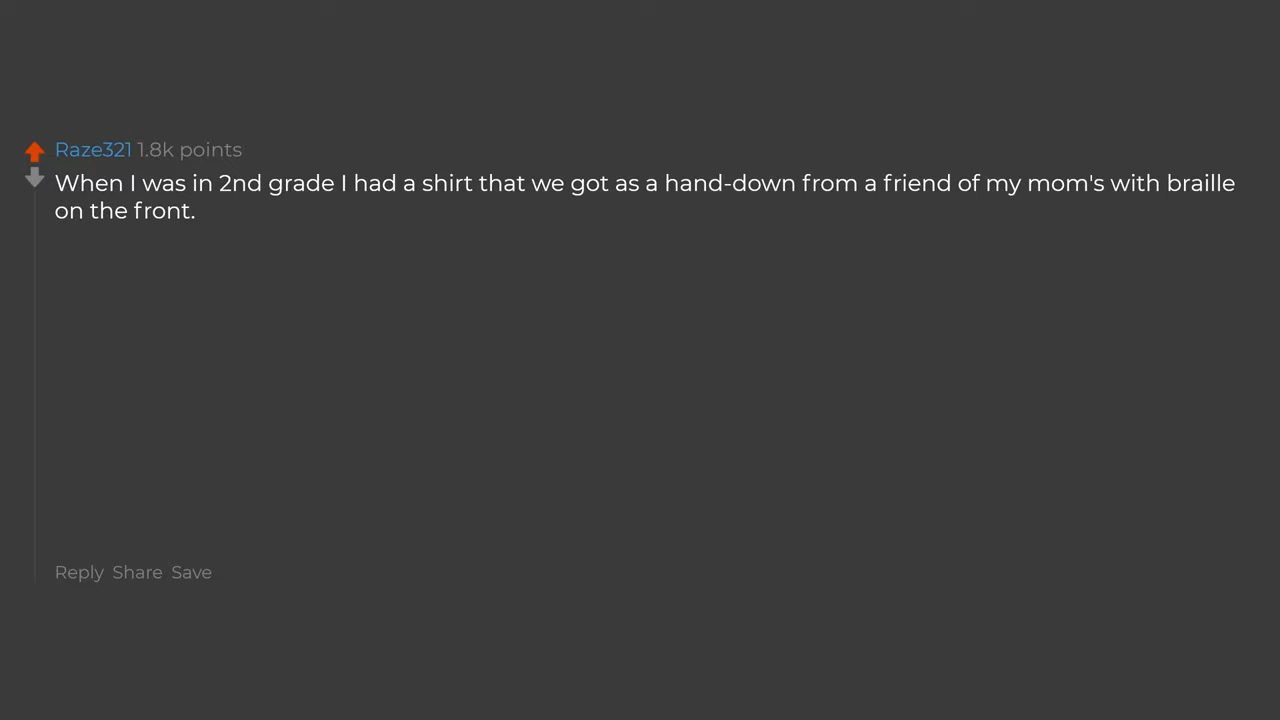 Raze321 1.8k points
When I was in 2nd grade I had a shirt that we got as a hand-down from a friend of my mom's with braille
on the front.
Reply Share Save